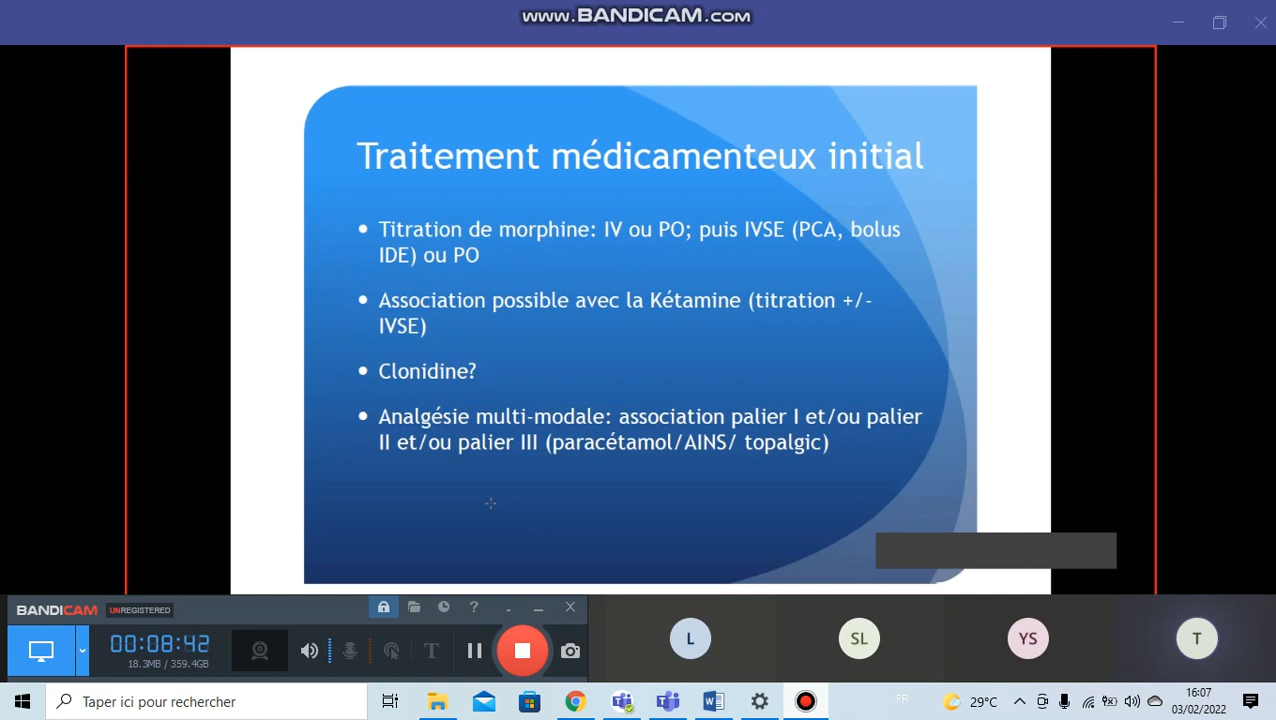 www.BANDICAM.com
Traitement médicamenteux initial
• Titration de morphine: IV ou PO; puis IVSE (PCA, bolus
IDE) ou PO
• Association possible avec la Kétamine (titration +/-
IVSE)
• Clonidine?
• Analgésie multi-modale: association palier I et/ou palier
II et/ou palier III (paracétamol/AINS/ topalgic)
BANDICAM UNREGISTERED
00:08:42
18.3MB / 359.4GB
L
SL
YS
T
Taper ici pour rechercher
FR
29°C
16:07
03/02/2022